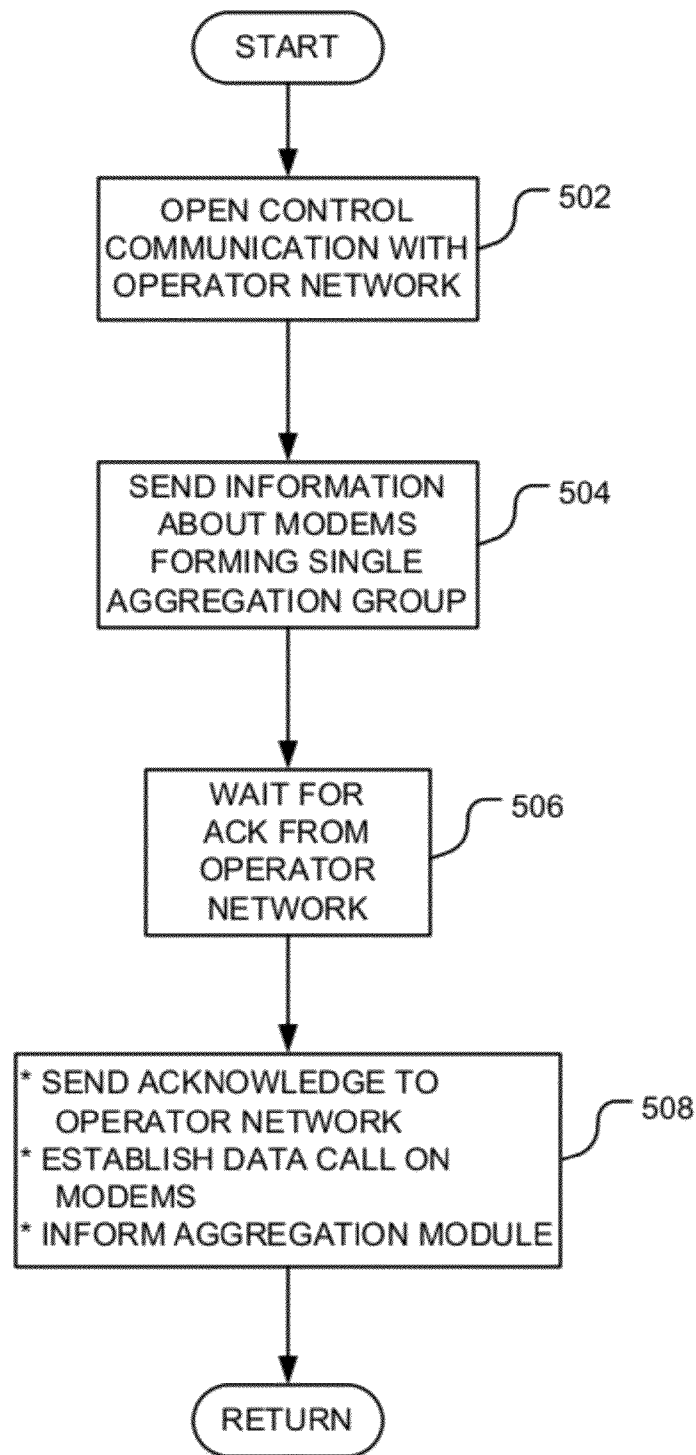 START
OPEN CONTROL
COMMUNICATION WITH
OPERATOR NETWORK
502
SEND INFORMATION
ABOUT MODEMS
FORMING SINGLE
AGGREGATION GROUP
504
WAIT FOR
ACK FROM
OPERATOR
NETWORK
506
* SEND ACKNOWLEDGE TO
OPERATOR NETWORK
* ESTABLISH DATA CALL ON
MODEMS
* INFORM AGGREGATION MODULE
508
RETURN